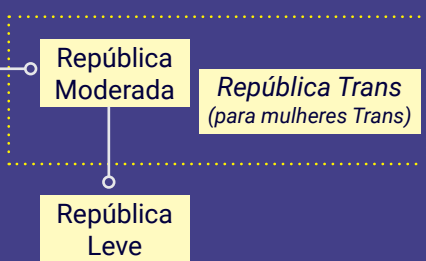 República
Moderada
República Trans
(para mulheres Trans)
República
Leve